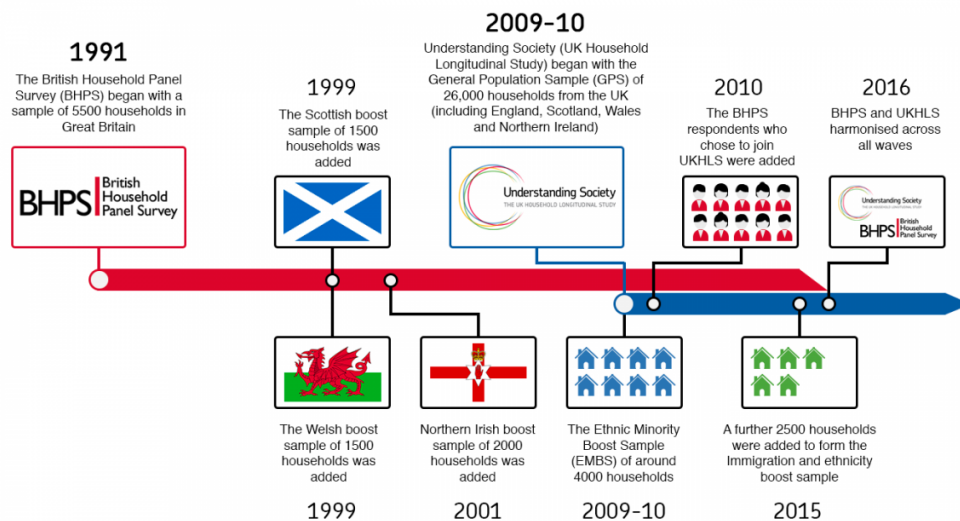 1991
The British Household Panel
Survey (BHPS) began with a
sample of 5500 households in
Great Britain
BHPS
British
Household
Panel Survey
1999
The Scottish boost
sample of 1500
households was
added
2009-10
Understanding Society (UK Household
Longitudinal Study) began with the
General Population Sample (GPS) of
26,000 households from the UK
(including England, Scotland, Wales
and Northern Ireland)
Understanding Society
THE UK HOUSEHOLD LONGITUDINAL STUDY
2010
The BHPS
respondents who
chose to join
UKHLS were added
2016
BHPS and UKHLS
harmonised across
all waves
Understanding Society
THE UK HOUSEHOLD LONGITUDINAL STUDY
BHPS
British
Household
Panel Survey
The Welsh boost
sample of 1500
households was
added
1999
Northern Irish boost
sample of 2000
households was
added
2001
The Ethnic Minority
Boost Sample
(EMBS) of around
4000 households
2009-10
A further 2500 households
were added to form the
Immigration and ethnicity
boost sample
2015